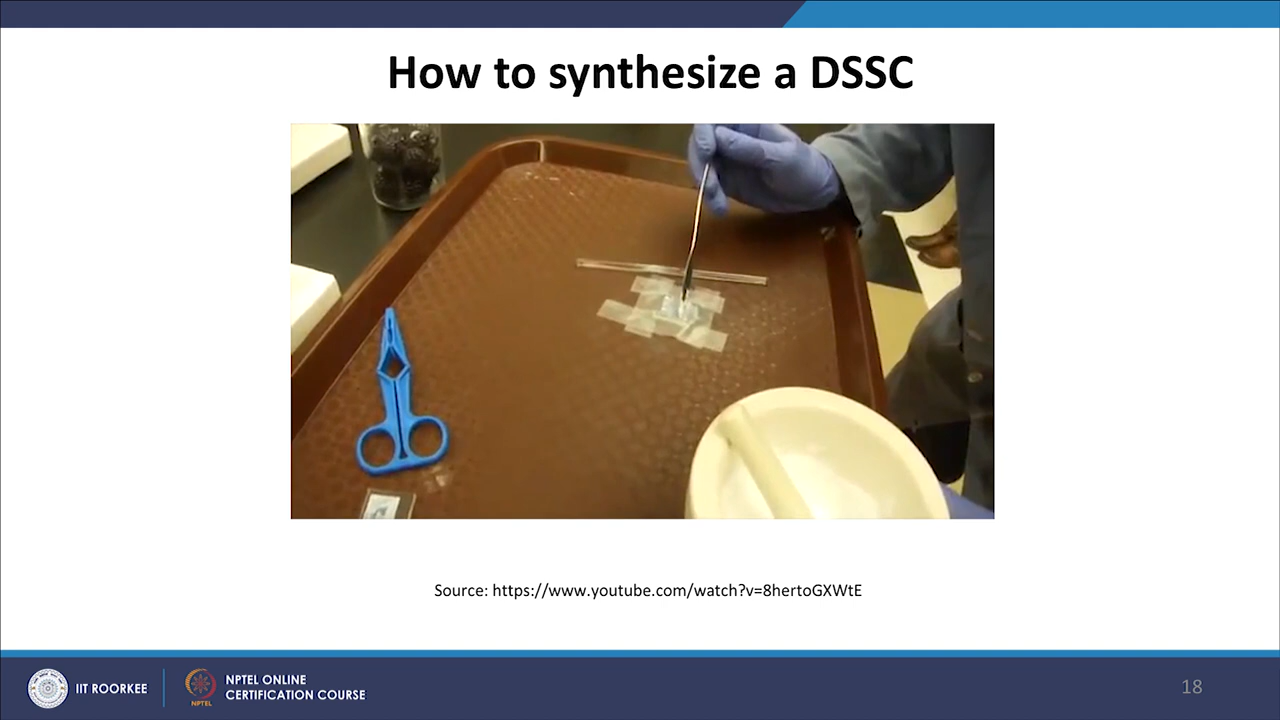 How to synthesize a DSSC
Source: https://www.youtube.com/watch?v=8hertoGXWtE
IIT ROORKEE
NPTEL
NPTEL ONLINE
CERTIFICATION COURSE
18